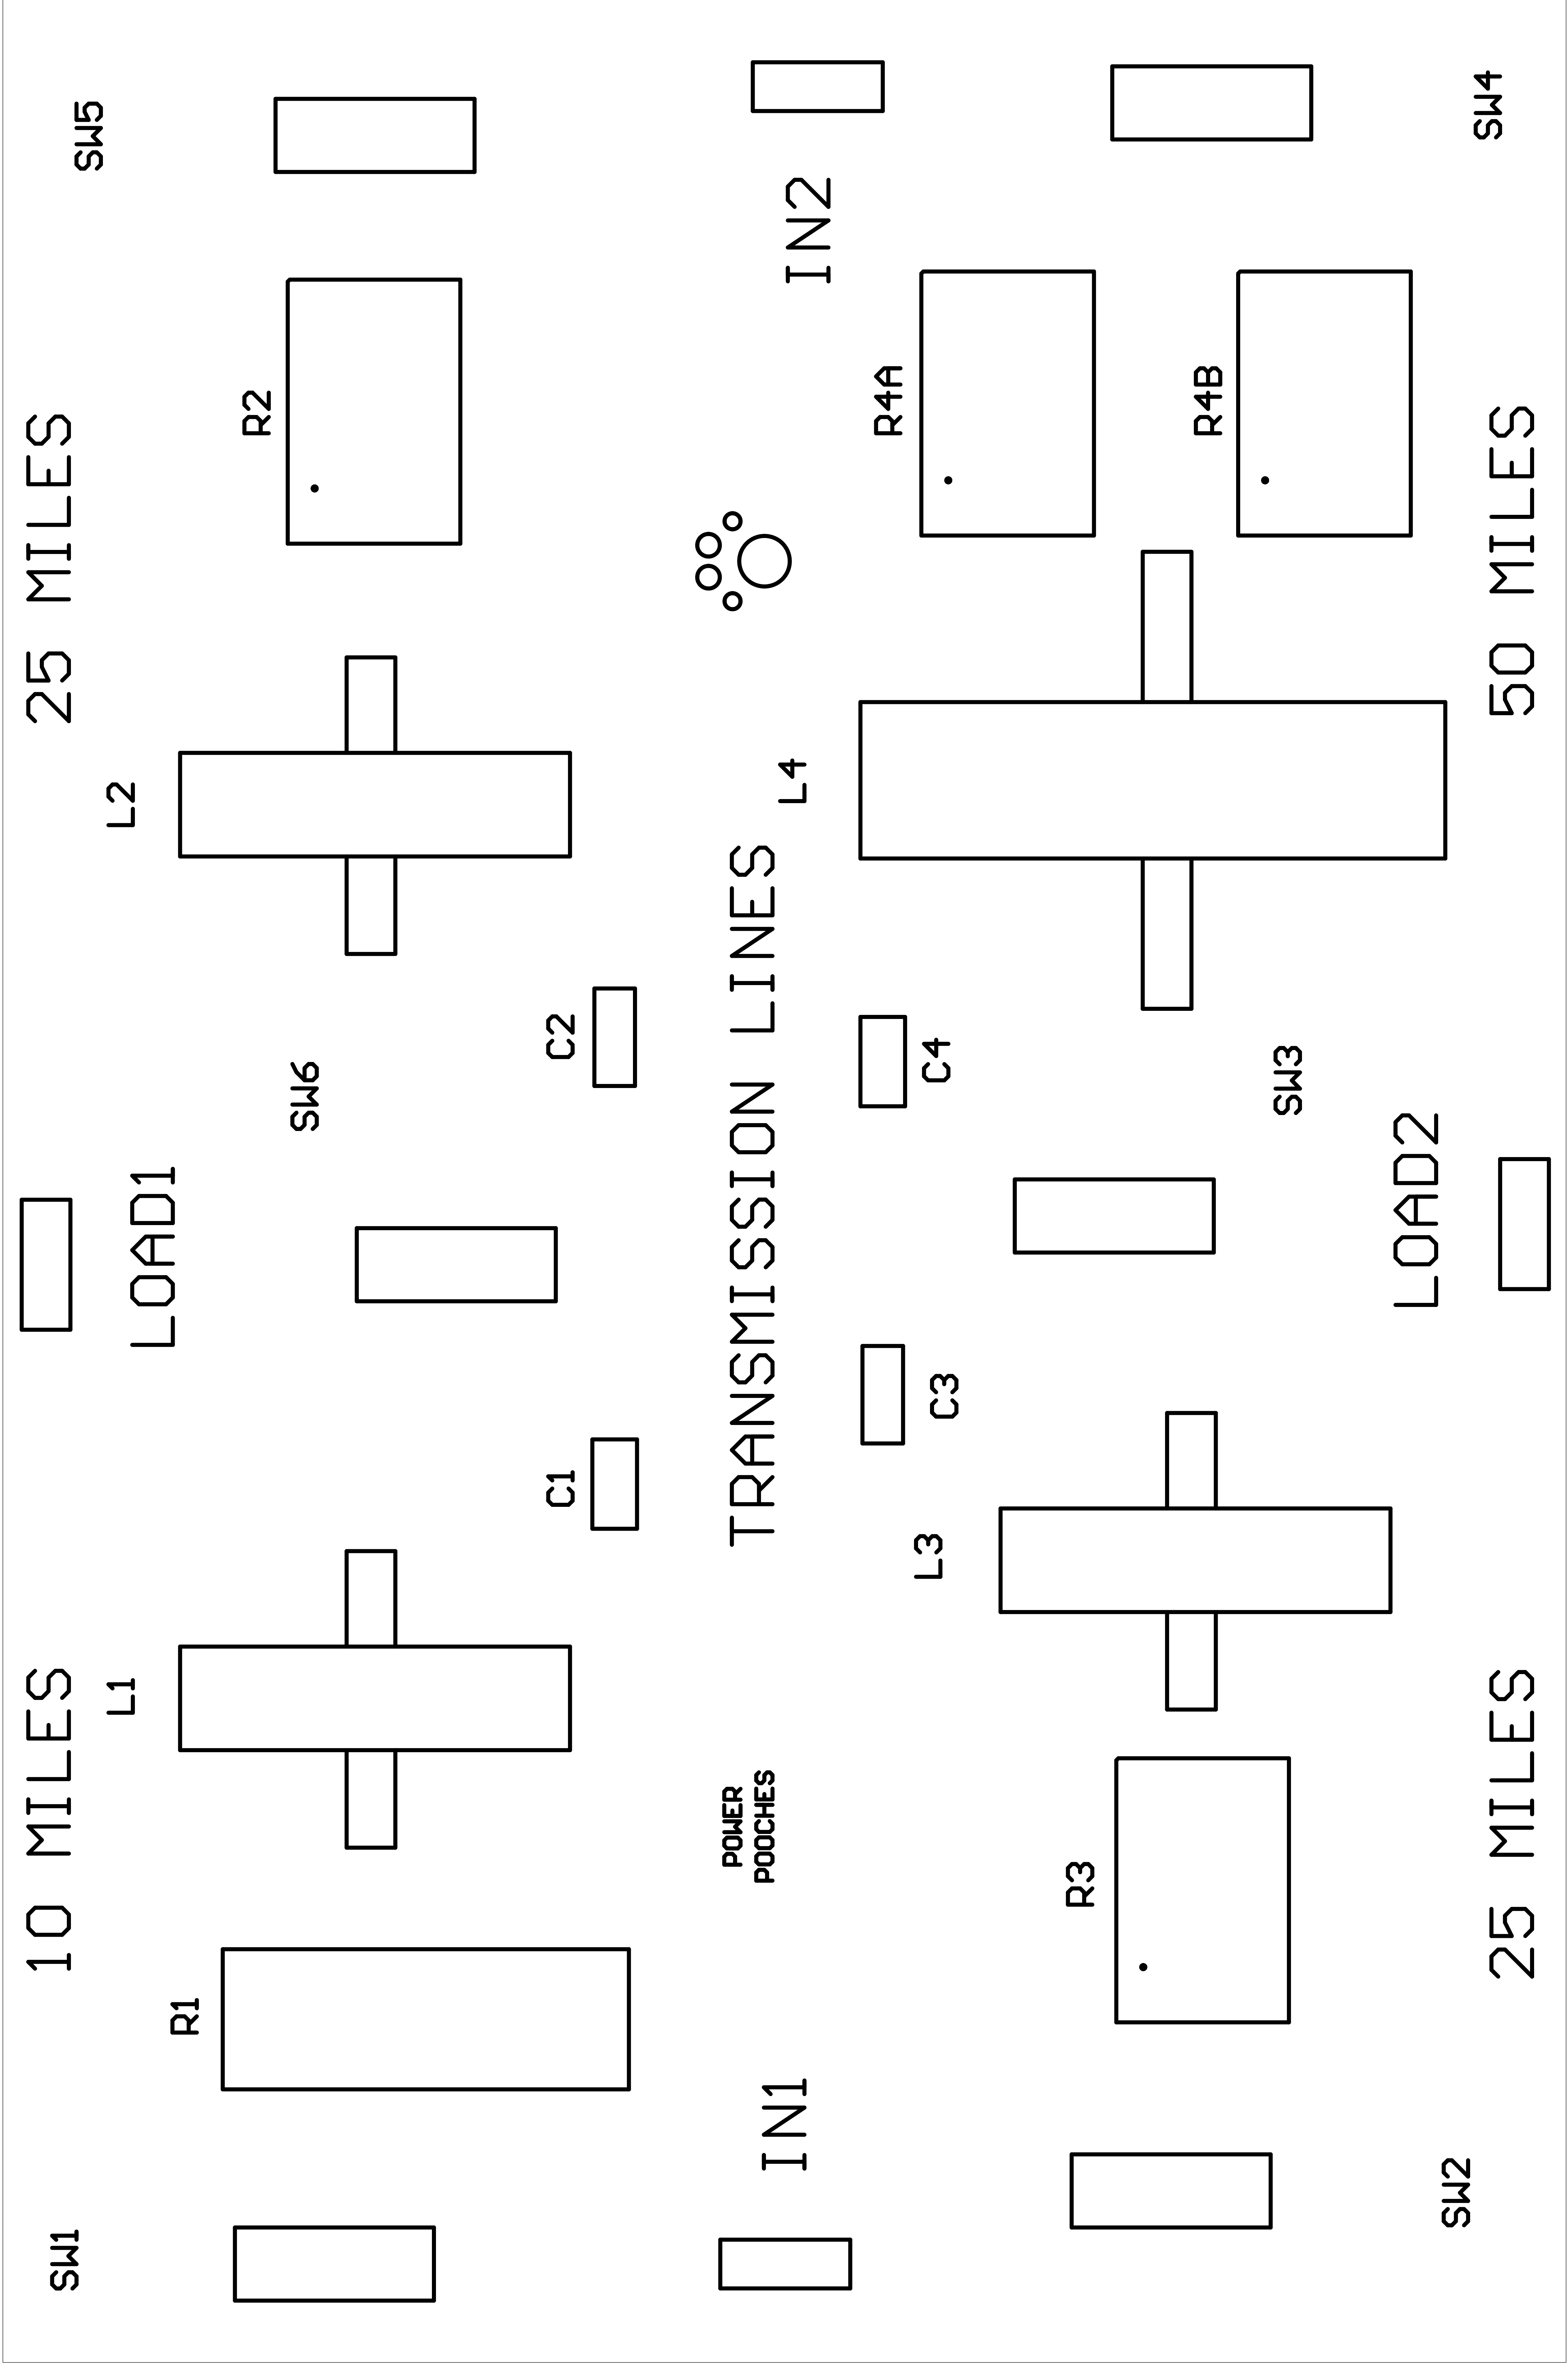 10 MILES
25 MILES
SW1
R1
L1
L2
R2
SW5
LOAD1
SW6
C1
C2
IN1
POWER
POOCHES
TRANSMISSION LINES
L4
IN2
R4A
C3
C4
L3
R3
R4B
SW3
LOAD2
SW2
SW4
25 MILES
50 MILES